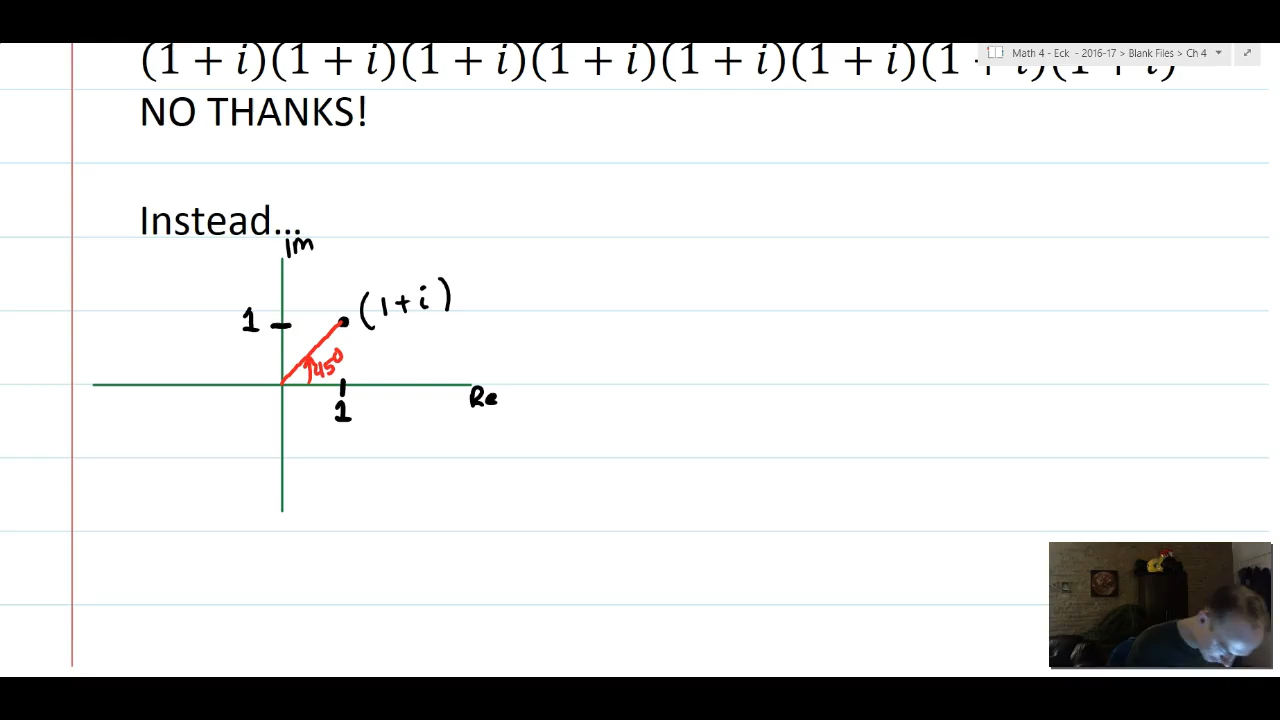 (1 + i)(1 + i)(1 + i)(1 + i)(1 + i)(1 + i)(1 + i)(1 + i)
Math 4 - Eck - 2016-17 > Blank Files > Ch 4
NO THANKS!
Instead...
Im
(1+i)
1
45°
Re
1